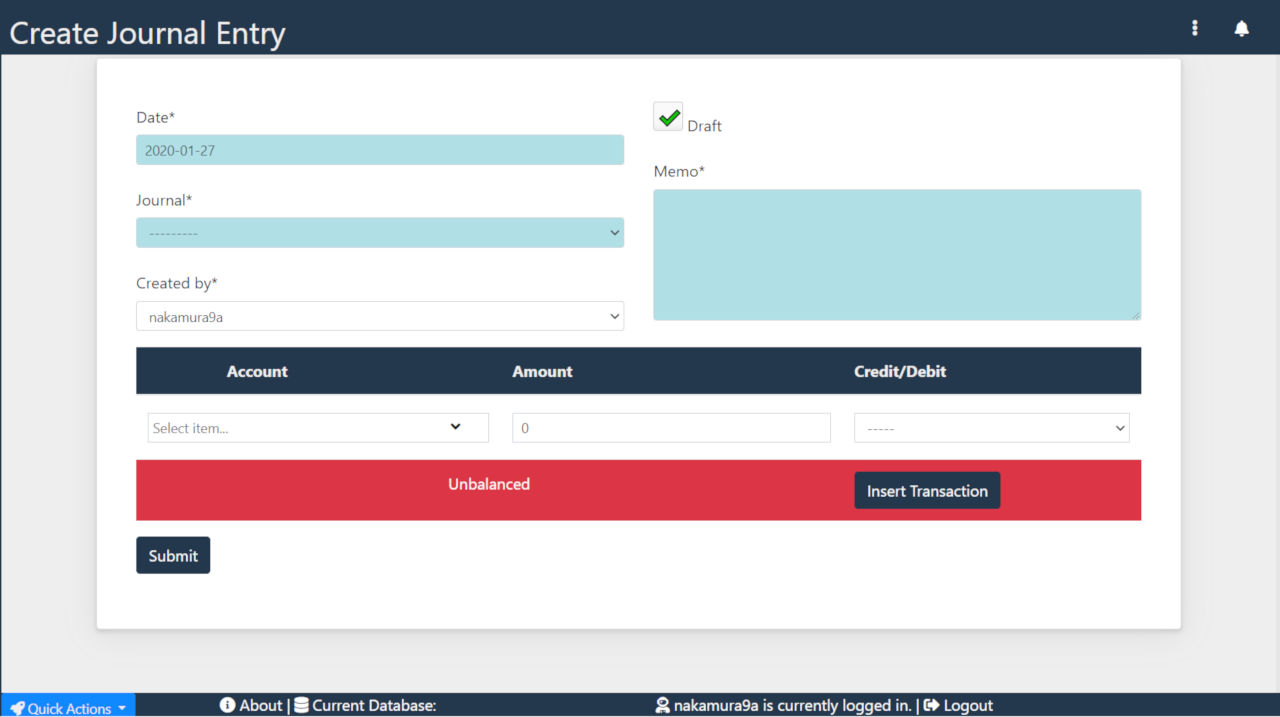 Create Journal Entry
Date*
2020-01-27
Journal*
---------
Created by*
nakamura9a
Draft
Memo*
Account Amount Credit/Debit
Select item... 0 -----
Unbalanced Insert Transaction
Submit
Quick Actions About | Current Database: nakamura9a is currently logged in. | Logout